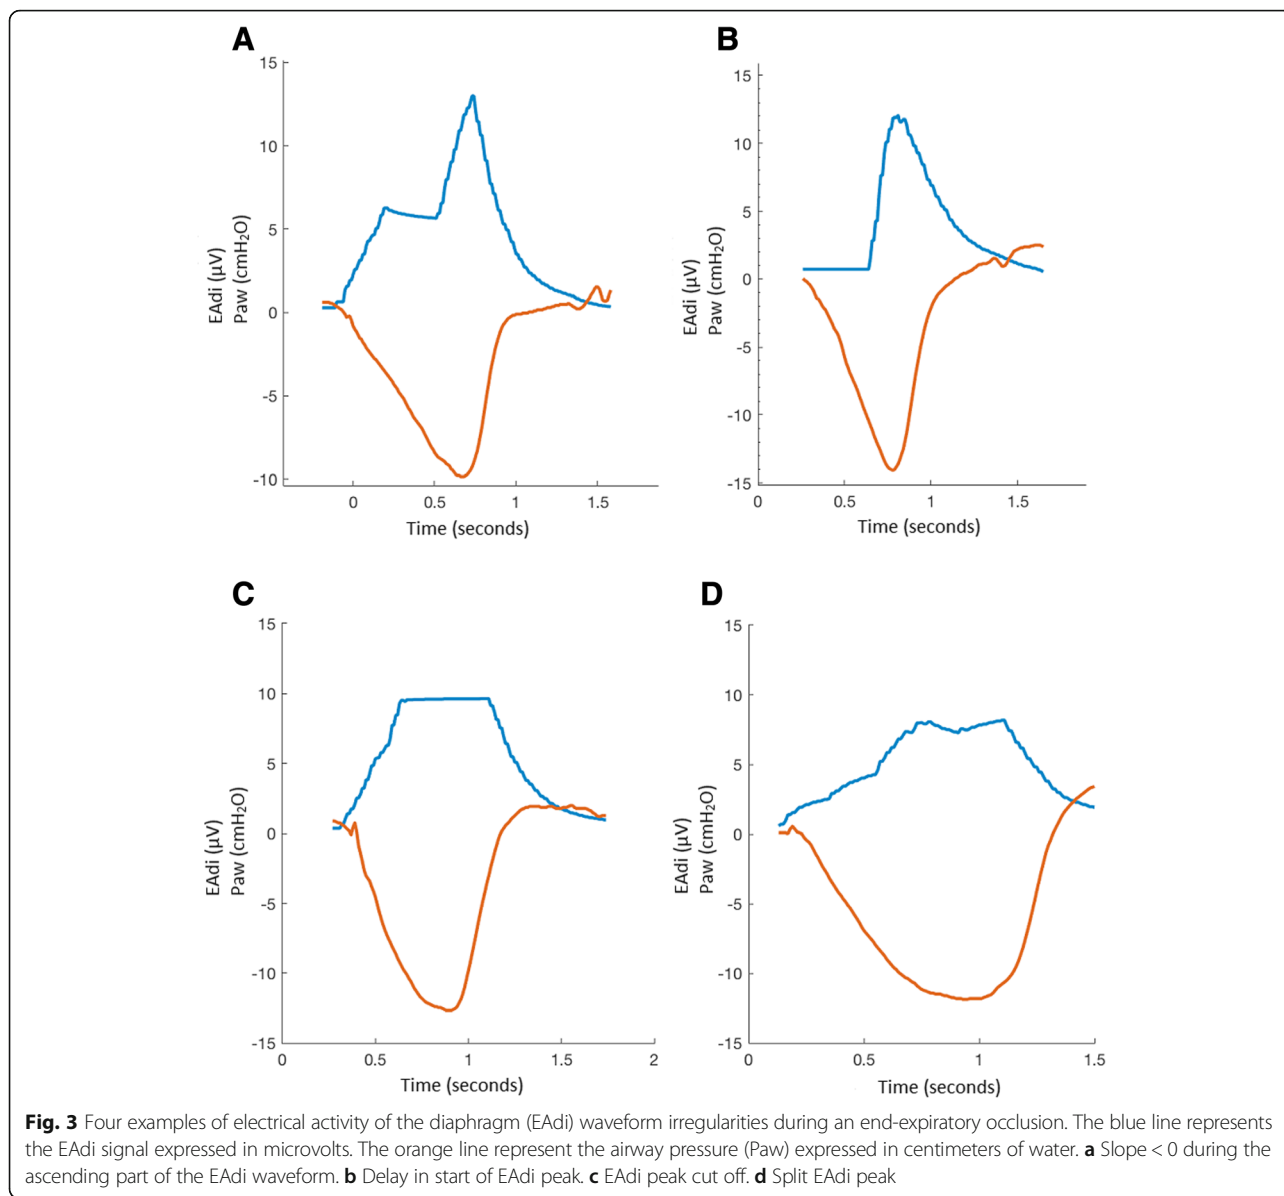 A
15
10
5
0
-5
-10
EAdi (µV)
Paw (cmH₂O)
0 0.5 1 1.5
Time (seconds)
B
15
10
5
0
-5
-10
-15
EAdi (µV)
Paw (cmH₂O)
0 0.5 1 1.5
Time (seconds)
C
15
10
5
0
-5
-10
-15
EAdi (µV)
Paw (cmH₂O)
0 0.5 1 1.5 2
Time (seconds)
D
15
10
5
0
-5
-10
-15
EAdi (µV)
Paw (cmH₂O)
0 0.5 1 1.5
Time (seconds)
Fig. 3 Four examples of electrical activity of the diaphragm (EAdi) waveform irregularities during an end-expiratory occlusion. The blue line represents
the EAdi signal expressed in microvolts. The orange line represent the airway pressure (Paw) expressed in centimeters of water. a Slope < 0 during the
ascending part of the EAdi waveform. b Delay in start of EAdi peak. c EAdi peak cut off. d Split EAdi peak